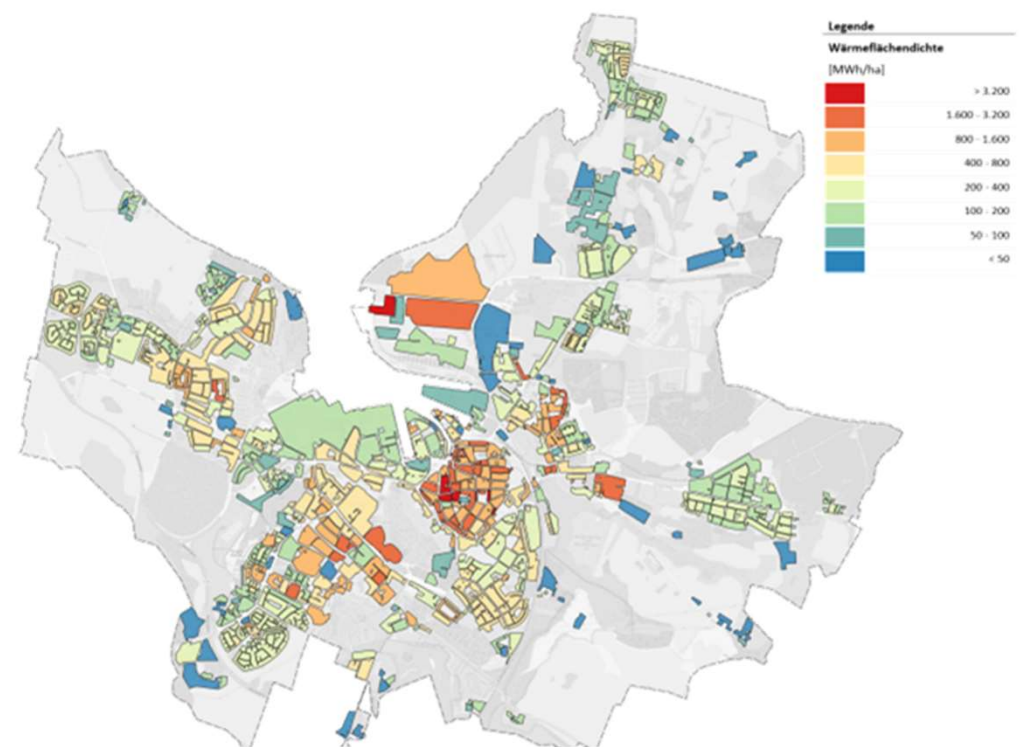 Legende
Wärmeflächendichte
[MWh/ha]
> 3.200
1.600 - 3.200
800 - 1.600
400 - 800
200 - 400
100 - 200
50 - 100
< 50